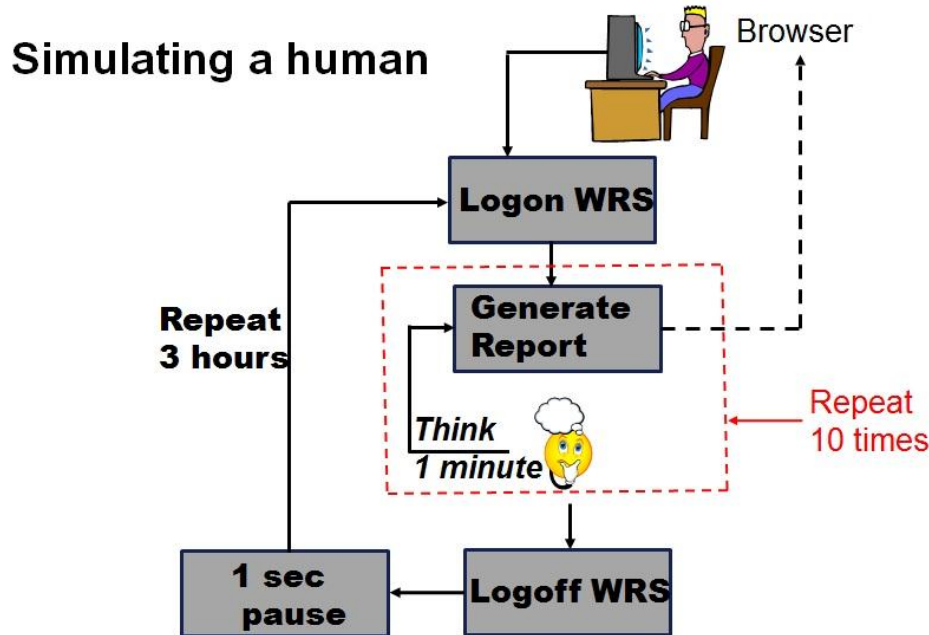 Simulating a human
Browser
Logon WRS
Generate
Report
Repeat
3 hours
Think
1 minute
Repeat
10 times
Logoff WRS
1 sec
pause